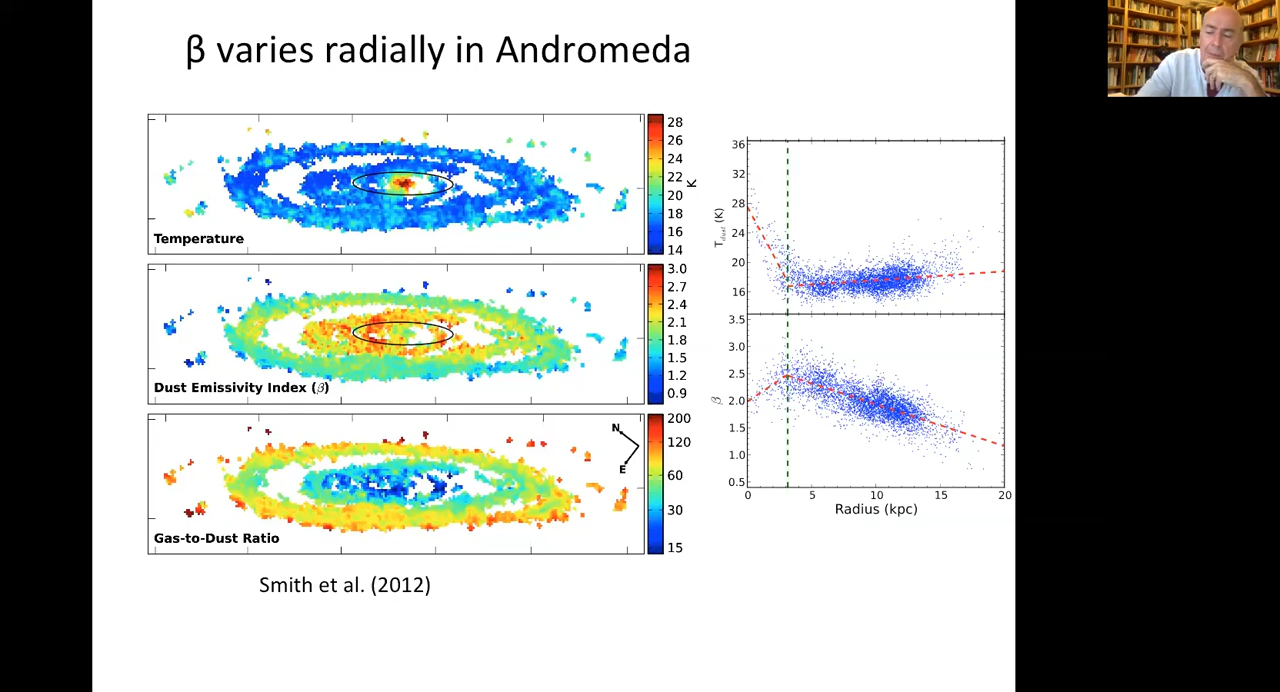 β varies radially in Andromeda
28
26
24
22
20
18
16
14
K
Temperature
3.0
2.7
2.4
2.1
1.8
1.5
1.2
0.9
Dust Emissivity Index (β)
200
120
60
30
15
N
E
Gas-to-Dust Ratio
Smith et al. (2012)
36
32
28
24
20
16
T_dust (K)
3.5
3.0
2.5
2.0
1.5
1.0
0.5
β
0 5 10 15 20
Radius (kpc)